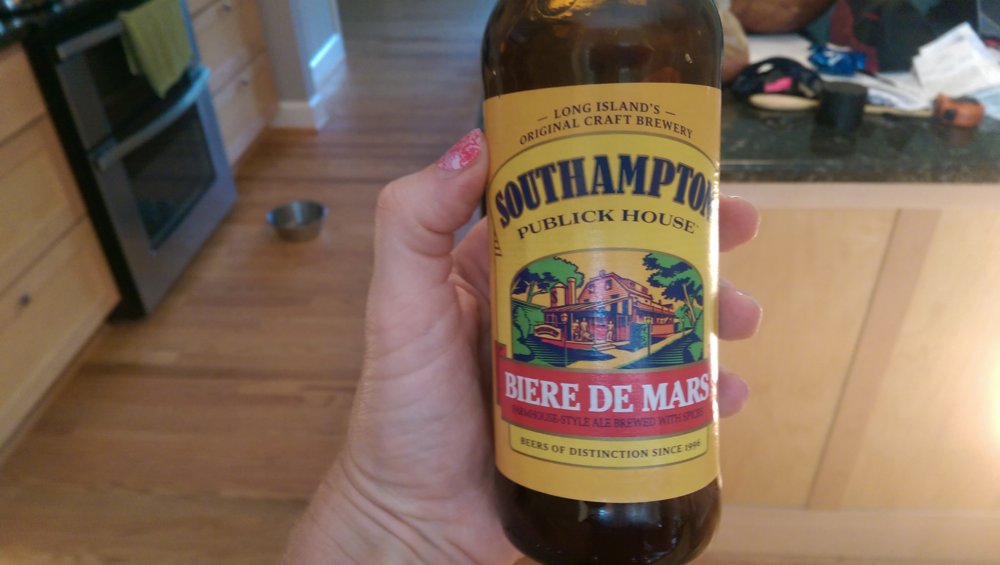 — LONG ISLAND'S —
ORIGINAL CRAFT BREWERY
SOUTHAMPTON
PUBLICK HOUSE
BIERE DE MARS
FARMHOUSE-STYLE ALE BREWED WITH SPICES
BEERS OF DISTINCTION SINCE 1996